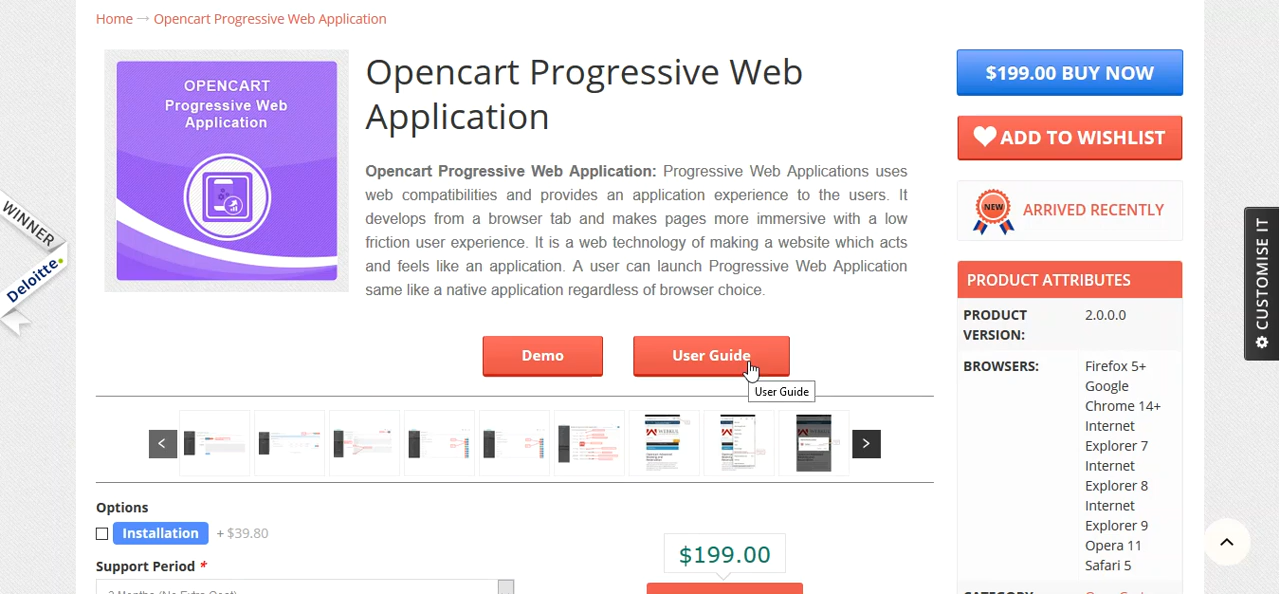 Home → Opencart Progressive Web Application
OPENCART
Progressive Web
Application
Opencart Progressive Web
Application
Opencart Progressive Web Application: Progressive Web Applications uses
web compatibilities and provides an application experience to the users. It
develops from a browser tab and makes pages more immersive with a low
friction user experience. It is a web technology of making a website which acts
and feels like an application. A user can launch Progressive Web Application
same like a native application regardless of browser choice.
Demo
User Guide
User Guide
< >
Options
Installation + $39.80
Support Period *
2 Months (No Extra Cost)
$199.00
$199.00 BUY NOW
ADD TO WISHLIST
NEW
ARRIVED RECENTLY
PRODUCT ATTRIBUTES
PRODUCT
VERSION:
2.0.0.0
BROWSERS:
Firefox 5+
Google
Chrome 14+
Internet
Explorer 7
Internet
Explorer 8
Internet
Explorer 9
Opera 11
Safari 5
WINNER
Deloitte.
CUSTOMISE IT